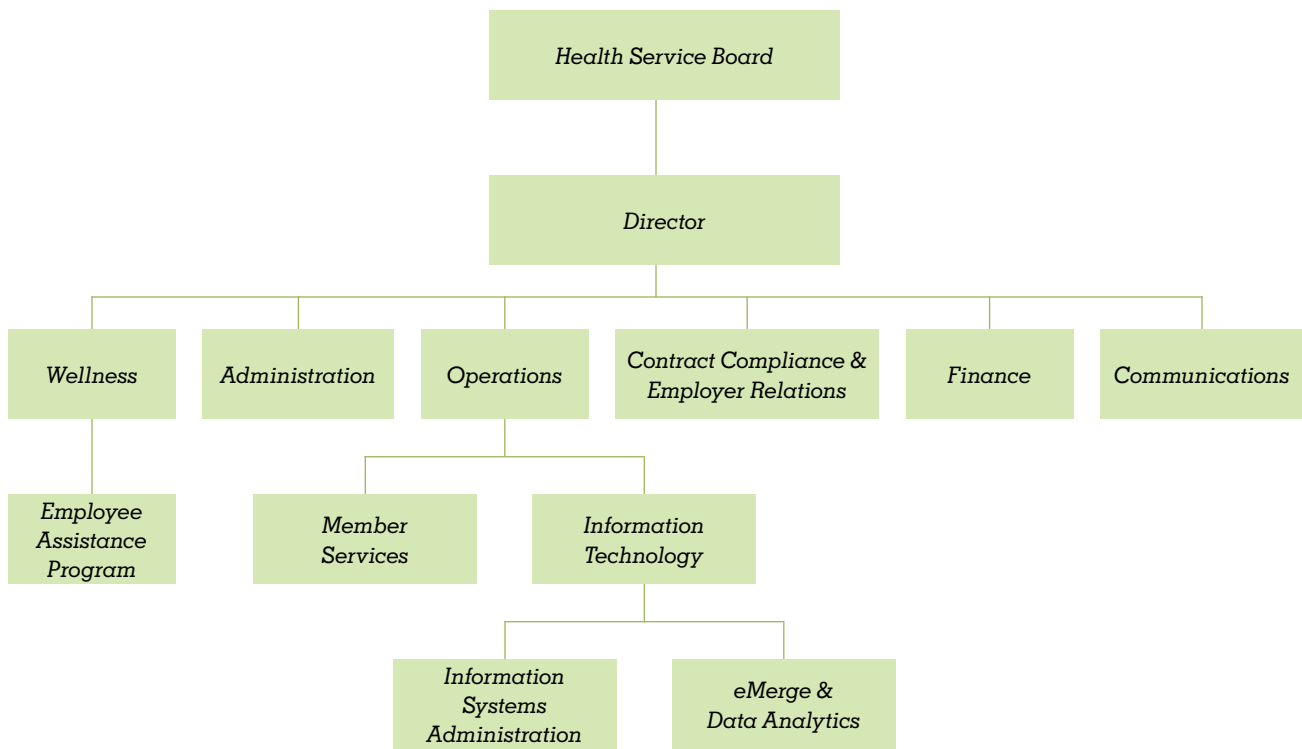 Health Service Board
Director
Wellness
Administration
Operations
Contract Compliance &
Employer Relations
Finance
Communications
Employee
Assistance
Program
Member
Services
Information
Technology
Information
Systems
Administration
eMerge &
Data Analytics